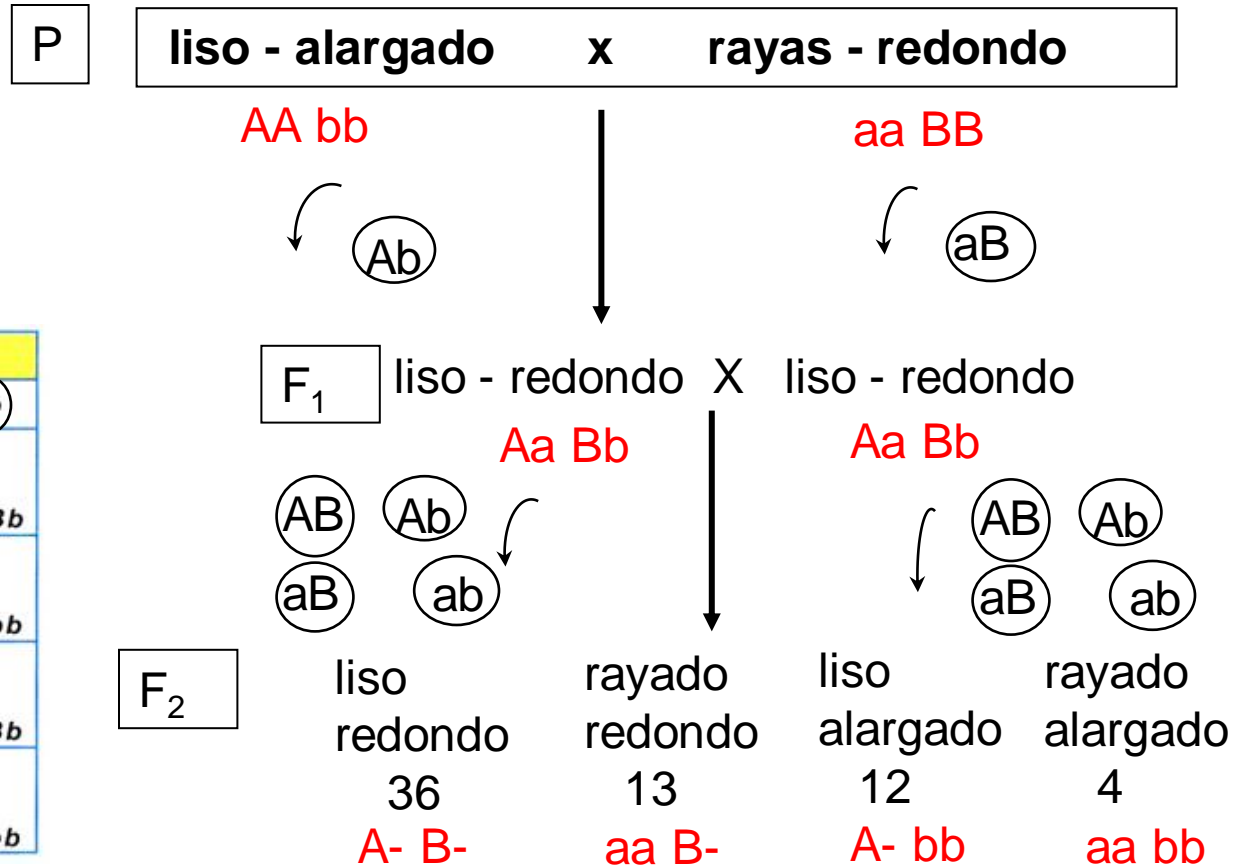 P
liso - alargado x rayas - redondo
AA bb aa BB
Ab aB
F₁
liso - redondo X liso - redondo
Aa Bb Aa Bb
AB Ab AB Ab
aB ab aB ab
F₂
liso rayado liso rayado
redondo redondo alargado alargado
36 13 12 4
A- B- aa B- A- bb aa bb